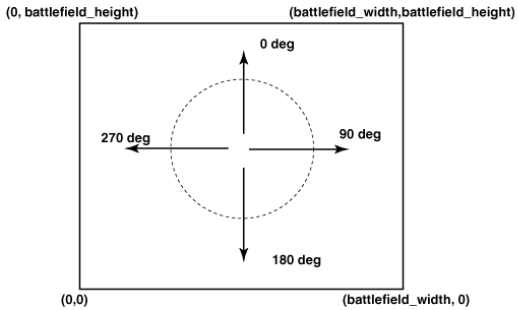 (0, battlefield_height)
(battlefield_width,battlefield_height)
0 deg
270 deg
90 deg
180 deg
(0,0)
(battlefield_width, 0)